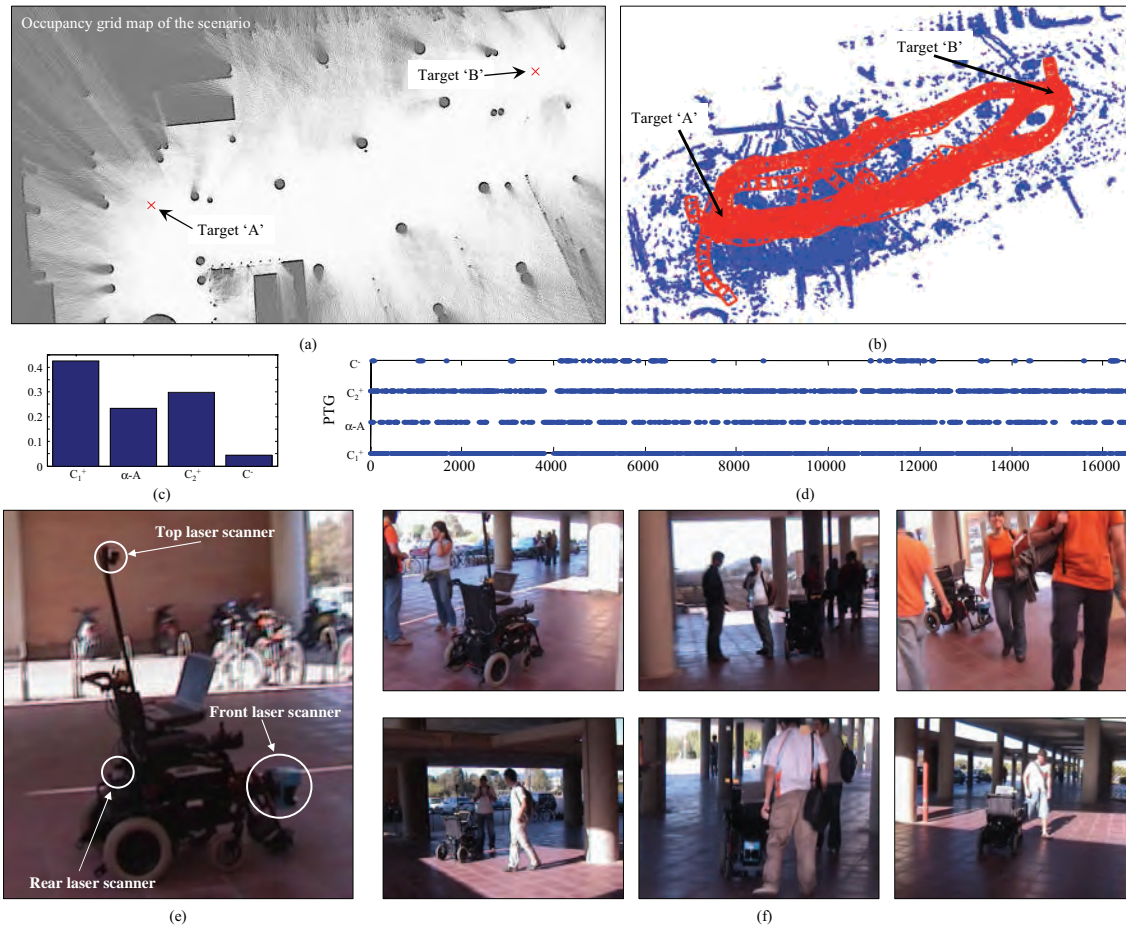 Occupancy grid map of the scenario
Target ‘B’
Target ‘A’
(a)
Target ‘B’
Target ‘A’
(b)
0.4
0.3
0.2
0.1
0
C₁⁺
α-A
C₂⁺
C⁻
(c)
PTG
C⁻
C₂⁺
α-A
C₁⁺
0
2000
4000
6000
8000
10000
12000
14000
16000
(d)
Top laser scanner
Front laser scanner
Rear laser scanner
(e)
(f)